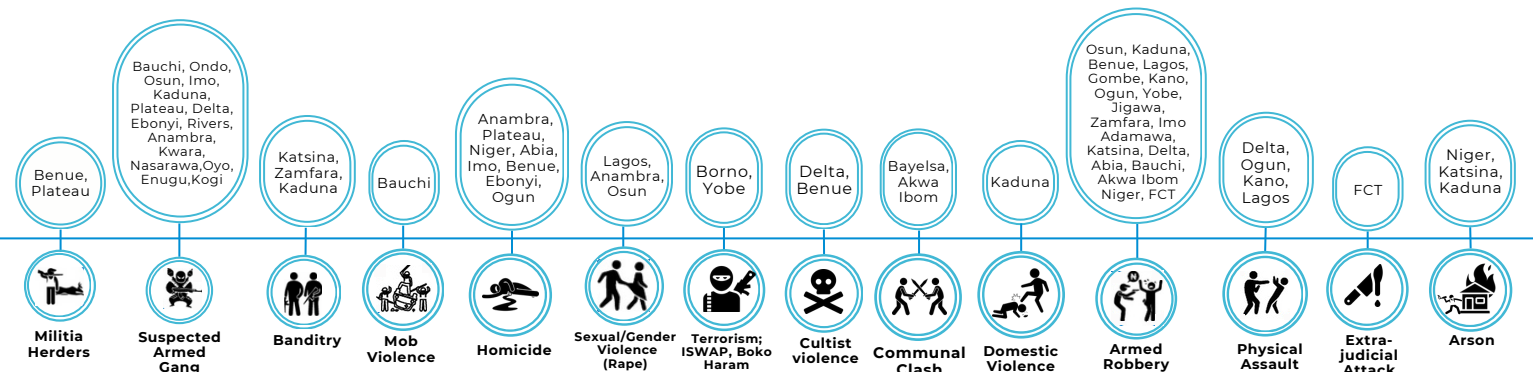 Benue,
Plateau
Militia
Herders
Bauchi, Ondo,
Osun, Imo,
Kaduna,
Plateau, Delta,
Ebonyi, Rivers,
Anambra,
Kwara,
Nasarawa,Oyo,
Enugu,Kogi
Suspected
Armed
Gang
Katsina,
Zamfara,
Kaduna
Banditry
Bauchi
Mob
Violence
Anambra,
Plateau,
Niger, Abia,
Imo, Benue,
Ebonyi,
Ogun
Homicide
Lagos,
Anambra,
Osun
Sexual/Gender
Violence
(Rape)
Borno,
Yobe
Terrorism;
ISWAP, Boko
Haram
Delta,
Benue
Cultist
violence
Bayelsa,
Akwa
Ibom
Communal
Clash
Kaduna
Domestic
Violence
Osun, Kaduna,
Benue, Lagos,
Gombe, Kano,
Ogun, Yobe,
Jigawa,
Zamfara, Imo
Adamawa,
Katsina, Delta,
Abia, Bauchi,
Akwa Ibom
Niger, FCT
Armed
Robbery
Delta,
Ogun,
Kano,
Lagos
Physical
Assault
FCT
Extra-
judicial
Attack
Niger,
Katsina,
Kaduna
Arson